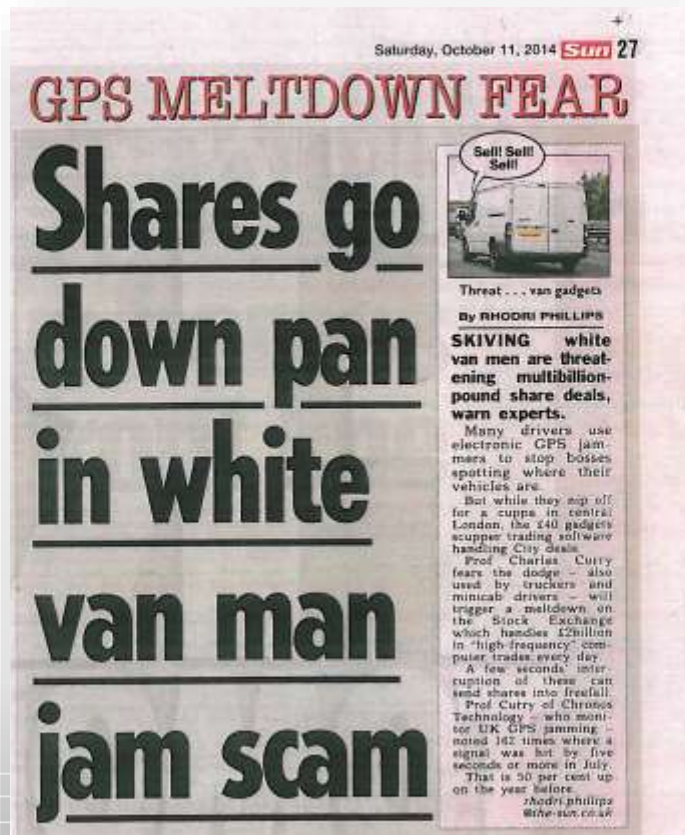 Saturday, October 11, 2014 Sun 27
GPS MELTDOWN FEAR
Shares go
down pan
in white
van man
jam scam
Sell! Sell!
Sell!
Threat . . . van gadgets
By RHODRI PHILLIPS
SKIVING white
van men are threat-
ening multibillion-
pound share deals,
warn experts.
Many drivers use
electronic GPS jam-
mers to stop bosses
spotting where their
vehicles are.
But while they nip off
for a cuppa in central
London, the £40 gadgets
scupper trading software
handling City deals.
Prof Charles Curry
fears the dodge – also
used by truckers and
minicab drivers – will
trigger a meltdown on
the Stock Exchange
which handles £2billion
in "high-frequency" com-
puter trades every day.
A few seconds' inter-
ruption of these can
send shares into freefall.
Prof Curry of Chronos
Technology – who moni-
tor UK GPS jamming –
noted 162 times where a
signal was hit by five
seconds or more in July.
That is 50 per cent up
on the year before.
rhodri.phillips
@the-sun.co.uk